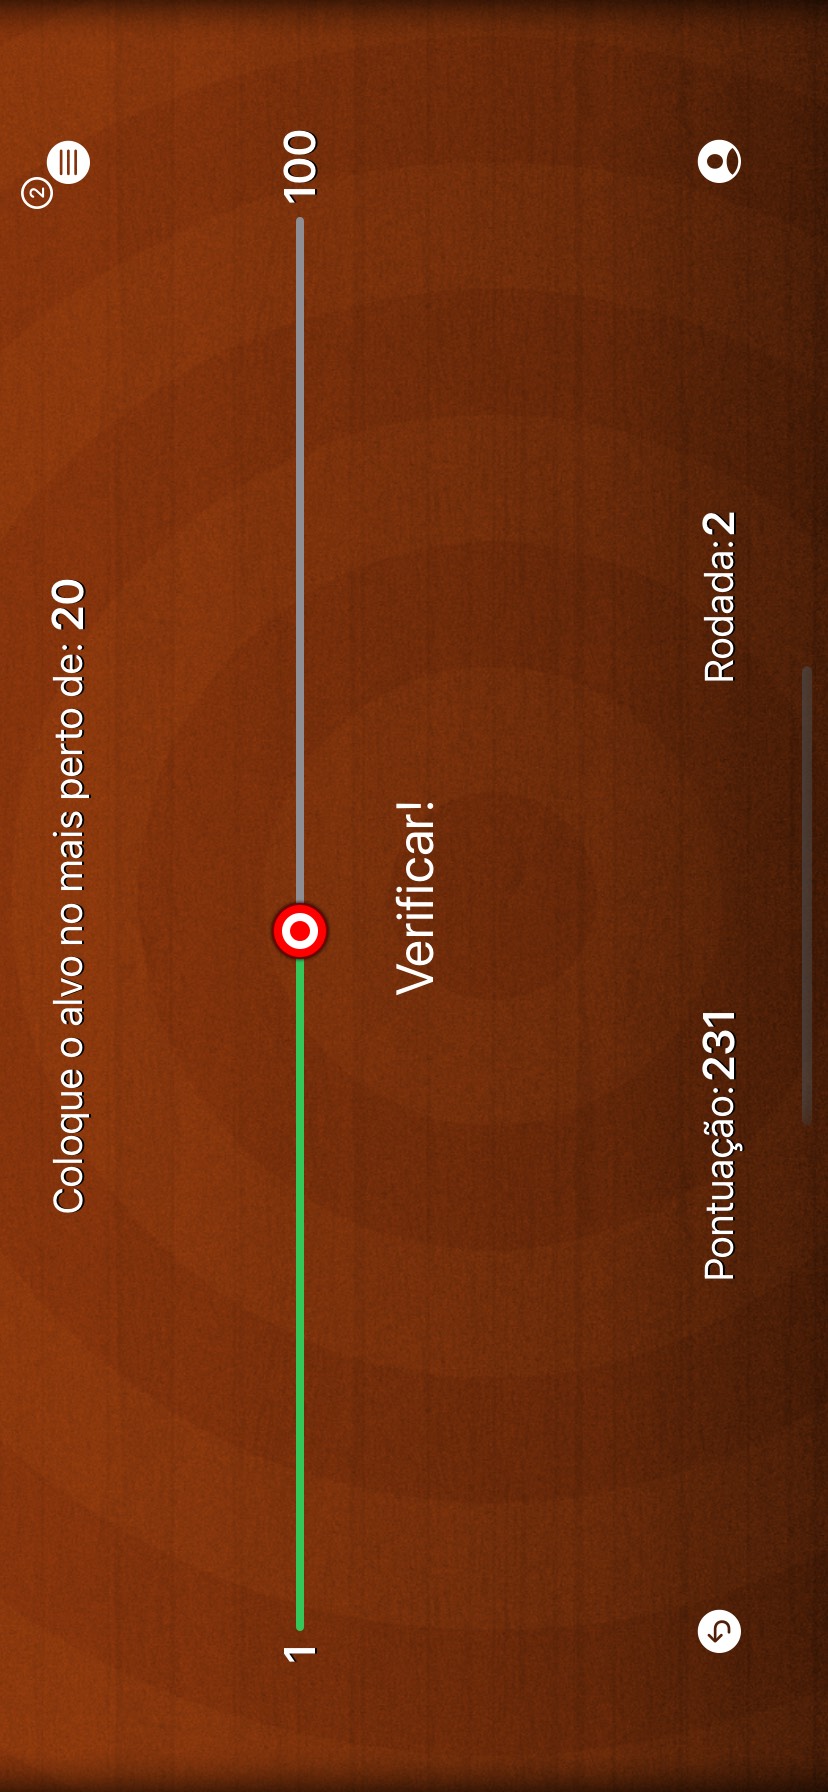 Coloque o alvo no mais perto de: 20
2
1
100
Verificar!
Pontuação:231
Rodada:2